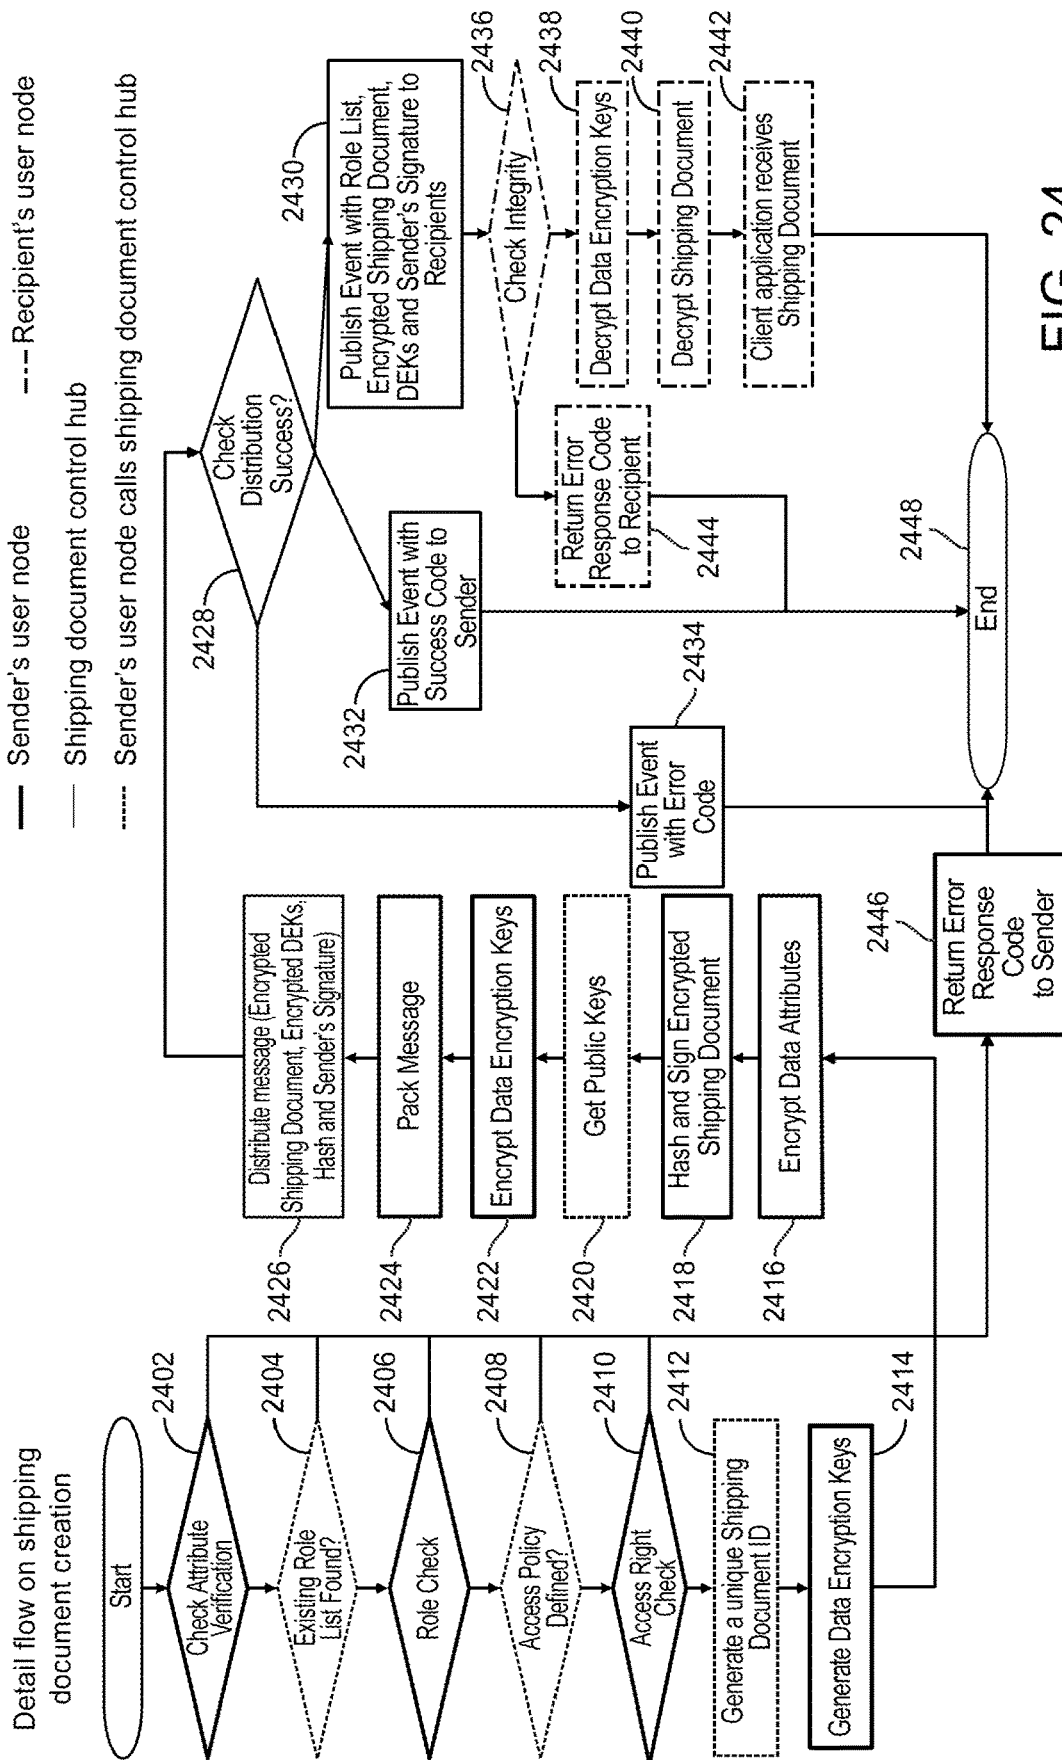 Detail flow on shipping
document creation
Sender's user node
Recipient's user node
Shipping document control hub
Sender's user node calls shipping document control hub
Start
Check Attribute
Verification
2402
Existing Role
List Found?
2404
Role Check
2406
Access Policy
Defined?
2408
Access Right
Check
2410
Generate a unique Shipping
Document ID
2412
Generate Data Encryption Keys
2414
Encrypt Data Attributes
2416
Hash and Sign Encrypted
Shipping Document
2418
Get Public Keys
2420
Encrypt Data Encryption Keys
2422
Pack Message
2424
Distribute message (Encrypted
Shipping Document, Encrypted DEKs,
Hash and Sender's Signature)
2426
Check
Distribution
Success?
2428
Publish Event with Role List,
Encrypted Shipping Document,
DEKs and Sender's Signature to
Recipients
2430
Publish Event with
Success Code to
Sender
2432
Publish Event
with Error
Code
2434
Check Integrity
2436
Decrypt Data Encryption Keys
2438
Decrypt Shipping Document
2440
Client application receives
Shipping Document
2442
Return Error
Response Code
to Recipient
2444
Return Error
Response
Code
to Sender
2446
End
2448
FIG. 24